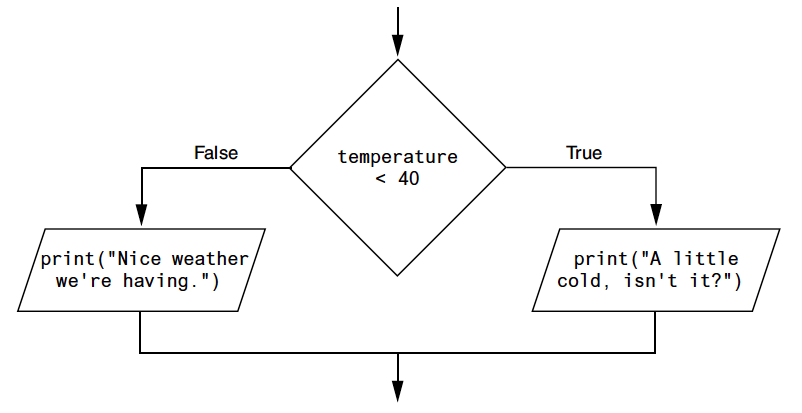 False
True
temperature
< 40
print("Nice weather
we're having.")
print("A little
cold, isn't it?")